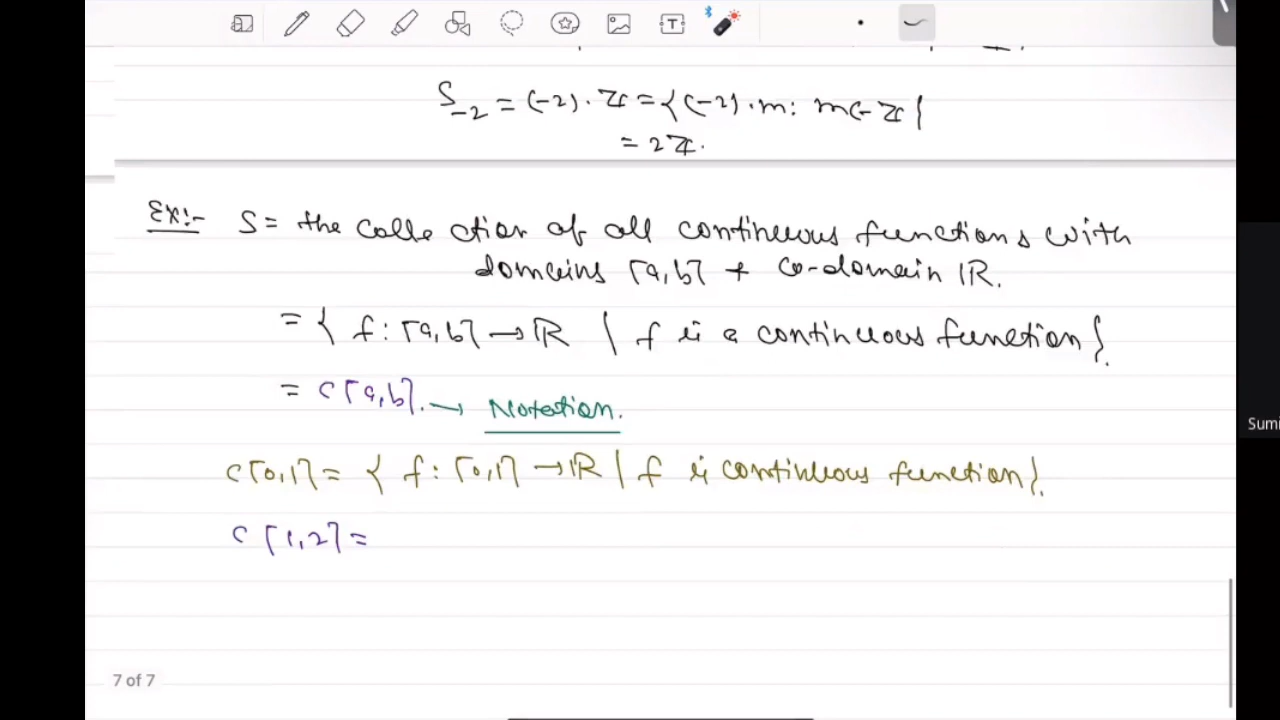 S₋₂ = (-2). ℤ = {(-2).m: m ∈ ℤ}
= 2ℤ.
Ex:- S = the collection of all continuous functions with
domains [a,b] + co-domain ℝ.
= { f: [a,b] → ℝ | f is a continuous function}.
= C[a,b]. → Notation.
C[0,1] = { f: [0,1] → ℝ | f is continuous function}.
C[1,2] =
Sumi
7 of 7